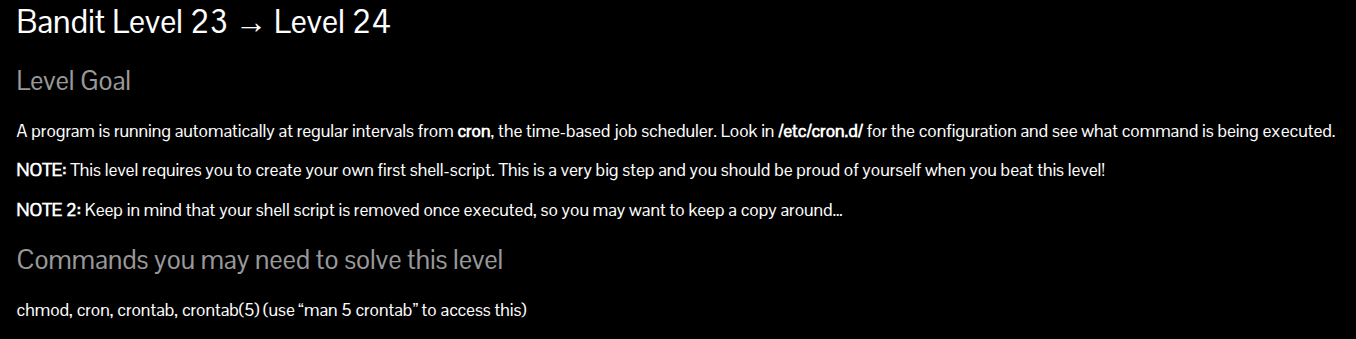 Bandit Level 23 → Level 24
Level Goal
A program is running automatically at regular intervals from cron, the time-based job scheduler. Look in /etc/cron.d/ for the configuration and see what command is being executed.
NOTE: This level requires you to create your own first shell-script. This is a very big step and you should be proud of yourself when you beat this level!
NOTE 2: Keep in mind that your shell script is removed once executed, so you may want to keep a copy around…
Commands you may need to solve this level
chmod, cron, crontab, crontab(5) (use “man 5 crontab” to access this)